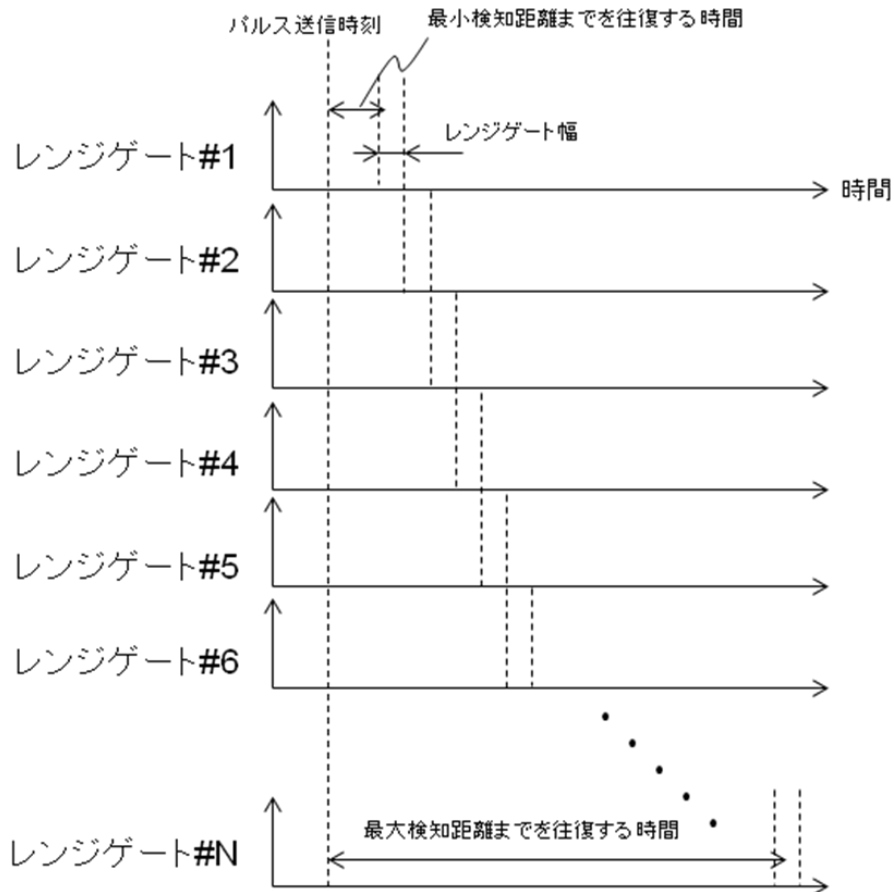 パルス送信時刻
最小検知距離までを往復する時間
レンジゲート幅
レンジゲート#1
時間
レンジゲート#2
レンジゲート#3
レンジゲート#4
レンジゲート#5
レンジゲート#6
最大検知距離までを往復する時間
レンジゲート#N